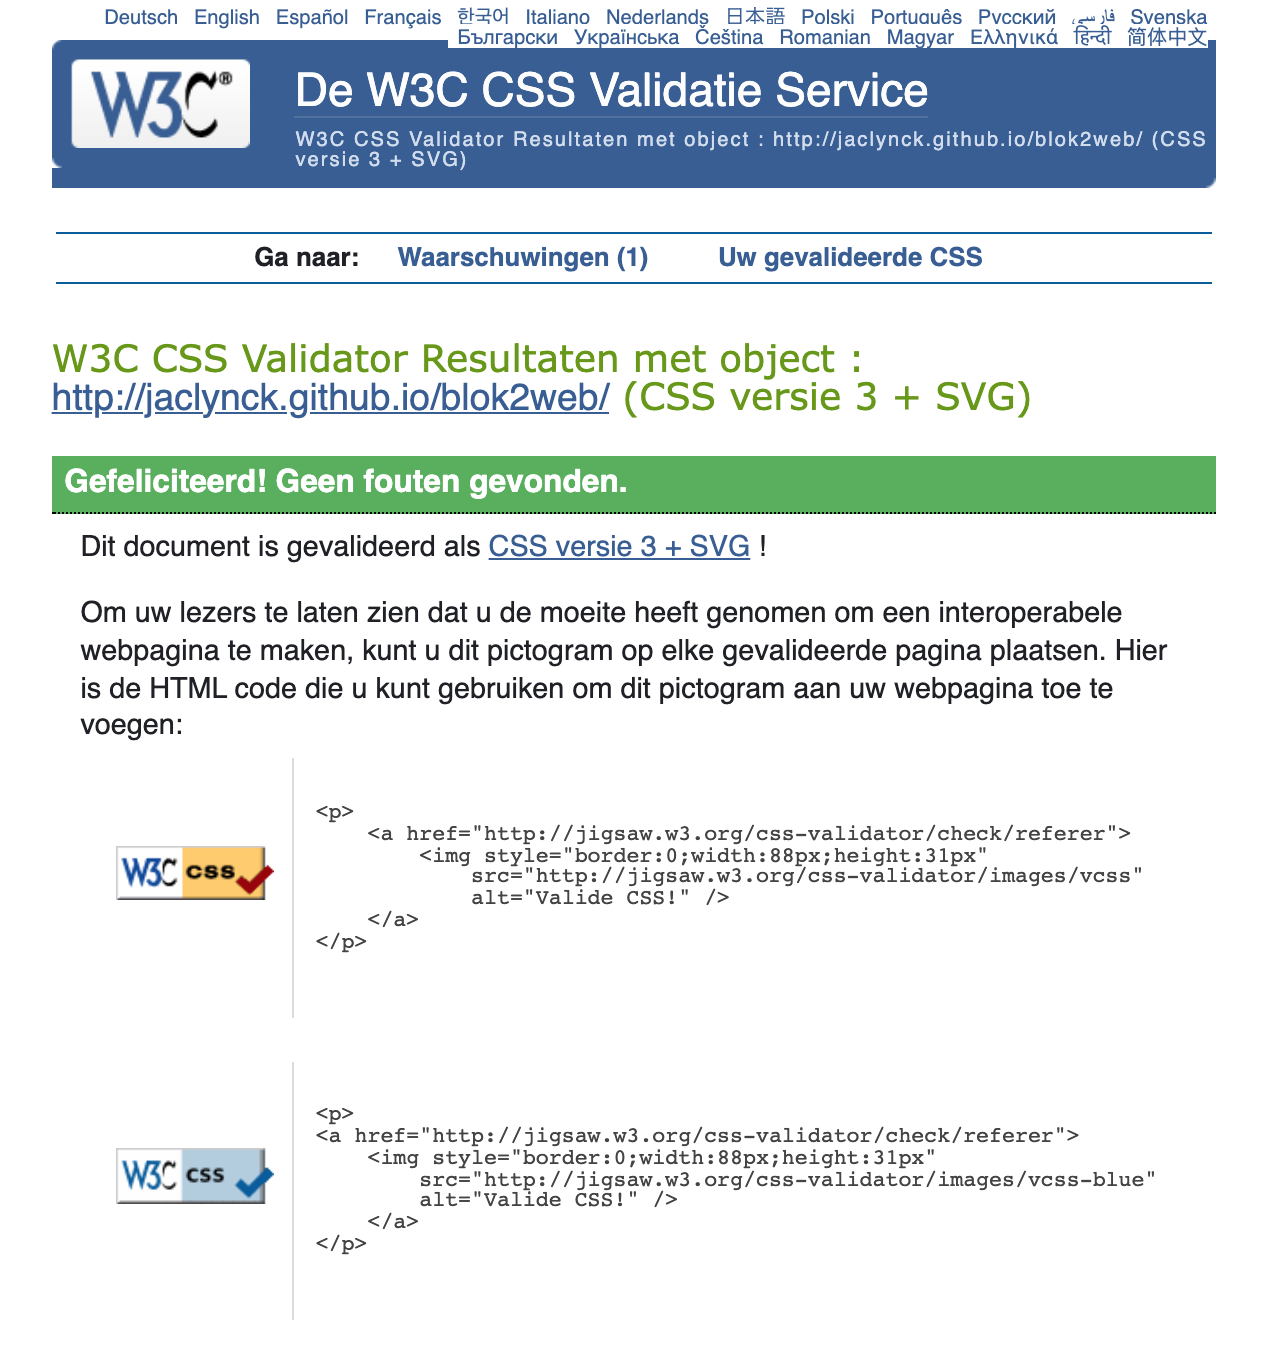 Deutsch English Español Français 한국어 Italiano Nederlands 日本語 Polski Português Русский فارسی Svenska
Български Українська Čeština Romanian Magyar Ελληνικά हिन्दी 简体中文
W3C®
De W3C CSS Validatie Service
W3C CSS Validator Resultaten met object : http://jaclynck.github.io/blok2web/ (CSS
versie 3 + SVG)
Ga naar: Waarschuwingen (1) Uw gevalideerde CSS
W3C CSS Validator Resultaten met object :
http://jaclynck.github.io/blok2web/ (CSS versie 3 + SVG)
Gefeliciteerd! Geen fouten gevonden.
Dit document is gevalideerd als CSS versie 3 + SVG !
Om uw lezers te laten zien dat u de moeite heeft genomen om een interoperabele
webpagina te maken, kunt u dit pictogram op elke gevalideerde pagina plaatsen. Hier
is de HTML code die u kunt gebruiken om dit pictogram aan uw webpagina toe te
voegen:
W3C css
<p>
    <a href="http://jigsaw.w3.org/css-validator/check/referer">
        <img style="border:0;width:88px;height:31px"
            src="http://jigsaw.w3.org/css-validator/images/vcss"
            alt="Valide CSS!" />
    </a>
</p>
W3C css
<p>
<a href="http://jigsaw.w3.org/css-validator/check/referer">
    <img style="border:0;width:88px;height:31px"
        src="http://jigsaw.w3.org/css-validator/images/vcss-blue"
        alt="Valide CSS!" />
    </a>
</p>